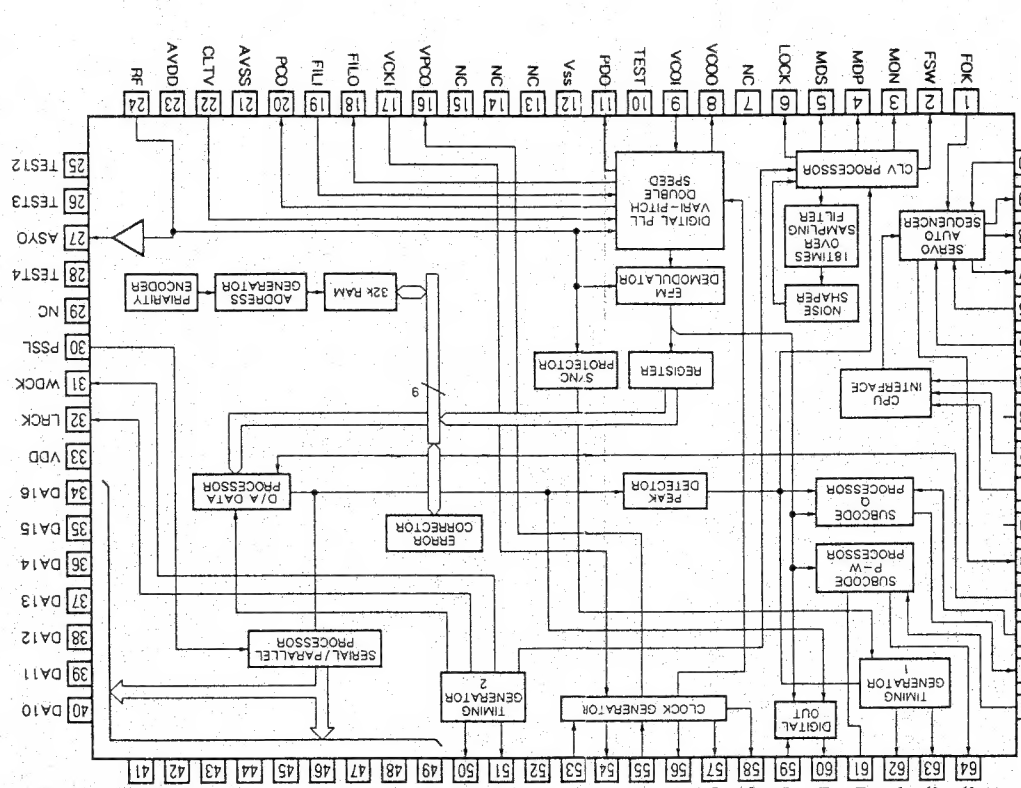 RF AVDD CLTV AVSS PCO FILI FILO VCKI VPCO NC NC NC Vss PDO TEST VCOI VCOO NC LOCK MDS MDP MON FSW FOK
24 23 22 21 20 19 18 17 16 15 14 13 12 11 10 9 8 7 6 5 4 3 2 1
TEST2 25
TEST3 26
ASYO 27
TEST4 28
NC 29
PSSL 30
WDCK 31
LRCK 32
VDD 33
DA16 34
DA15 35
DA14 36
DA13 37
DA12 38
DA11 39
DA10 40
DIGITAL PLL
VARI-PITCH
DOUBLE
SPEED
CLV PROCESSOR
18TIMES
OVER
SAMPLING
FILTER
SERVO
AUTO
SEQUENCER
PRIORITY
ENCODER
ADDRESS
GENERATOR
32k RAM
EFM
DEMODULATOR
NOISE
SHAPER
SYNC
PROTECTOR
REGISTER
CPU
INTERFACE
D/A DATA
PROCESSOR
PEAK
DETECTOR
SUBCODE
Q
PROCESSOR
ERROR
CORRECTOR
SUBCODE
P-W
PROCESSOR
SERIAL/PARALLEL
PROCESSOR
TIMING
GENERATOR
2
CLOCK GENERATOR
DIGITAL
OUT
TIMING
GENERATOR
1
41 42 43 44 45 46 47 48 49 50 51 52 53 54 55 56 57 58 59 60 61 62 63 64